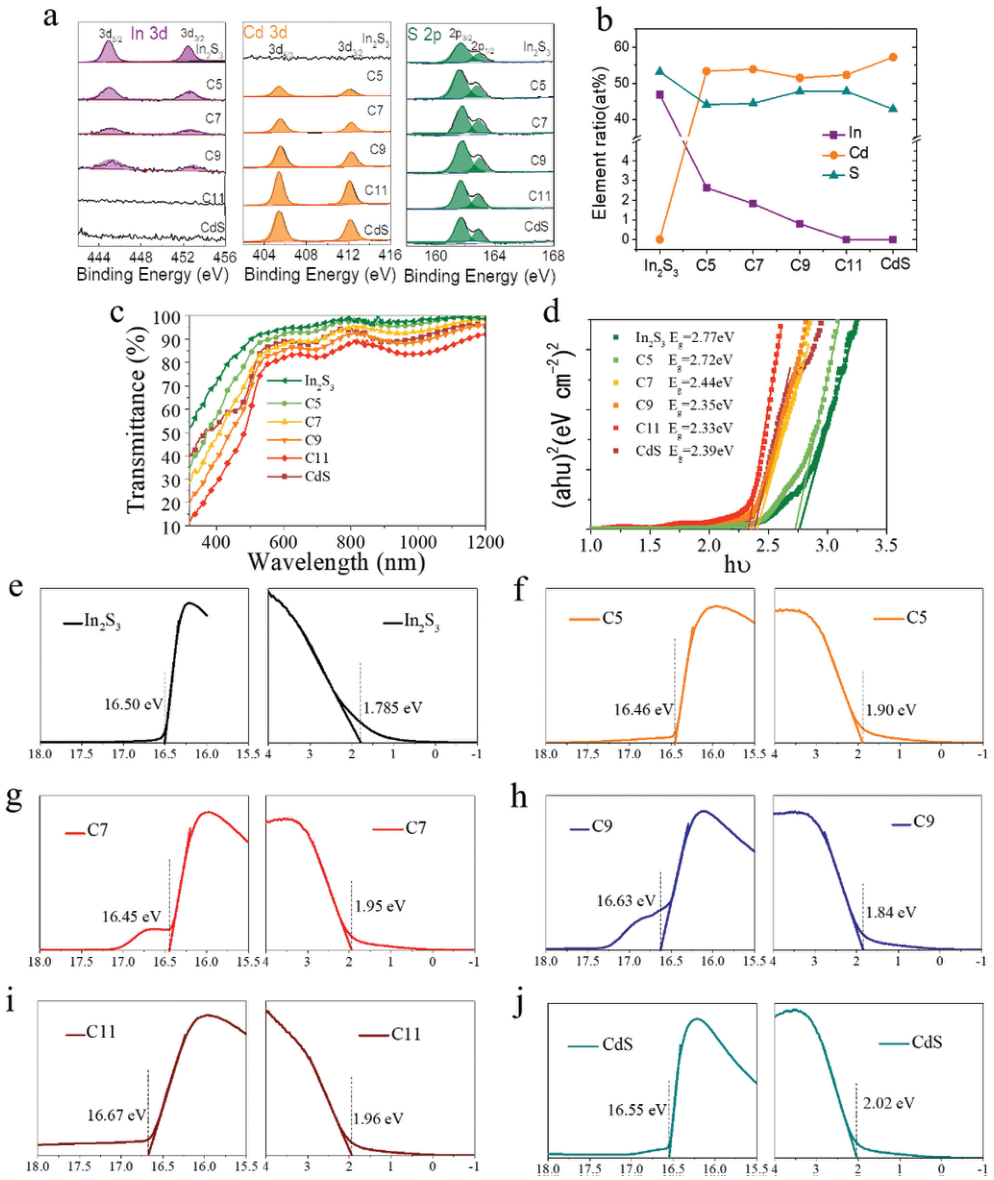 a
In 3d
3d5/2
3d3/2
In2S3
C5
C7
C9
C11
CdS
444 448 452 456
Binding Energy (eV)
Cd 3d
3d5/2
3d3/2
In2S3
C5
C7
C9
C11
CdS
404 408 412 416
Binding Energy (eV)
S 2p
2p3/2
2p1/2
In2S3
C5
C7
C9
C11
CdS
160 164 168
Binding Energy (eV)
b
Element ratio(at%)
60
50
40
4
3
2
1
0
In
Cd
S
In2S3 C5 C7 C9 C11 CdS
c
Transmittance (%)
100
90
80
70
60
50
40
30
20
10
In2S3
C5
C7
C9
C11
CdS
400 600 800 1000 1200
Wavelength (nm)
d
(ahυ)²(eV cm⁻²)²
In2S3 Eg=2.77eV
C5 Eg=2.72eV
C7 Eg=2.44eV
C9 Eg=2.35eV
C11 Eg=2.33eV
CdS Eg=2.39eV
1.0 1.5 2.0 2.5 3.0 3.5
hυ
e
In2S3
16.50 eV
18.0 17.5 17.0 16.5 16.0 15.5
In2S3
1.785 eV
4 3 2 1 0 -1
f
C5
16.46 eV
18.0 17.5 17.0 16.5 16.0 15.5
C5
1.90 eV
4 3 2 1 0 -1
g
C7
16.45 eV
18.0 17.5 17.0 16.5 16.0 15.5
C7
1.95 eV
4 3 2 1 0 -1
h
C9
16.63 eV
18.0 17.5 17.0 16.5 16.0 15.5
C9
1.84 eV
4 3 2 1 0 -1
i
C11
16.67 eV
18.0 17.5 17.0 16.5 16.0 15.5
C11
1.96 eV
4 3 2 1 0 -1
j
CdS
16.55 eV
18.0 17.5 17.0 16.5 16.0 15.5
CdS
2.02 eV
4 3 2 1 0 -1